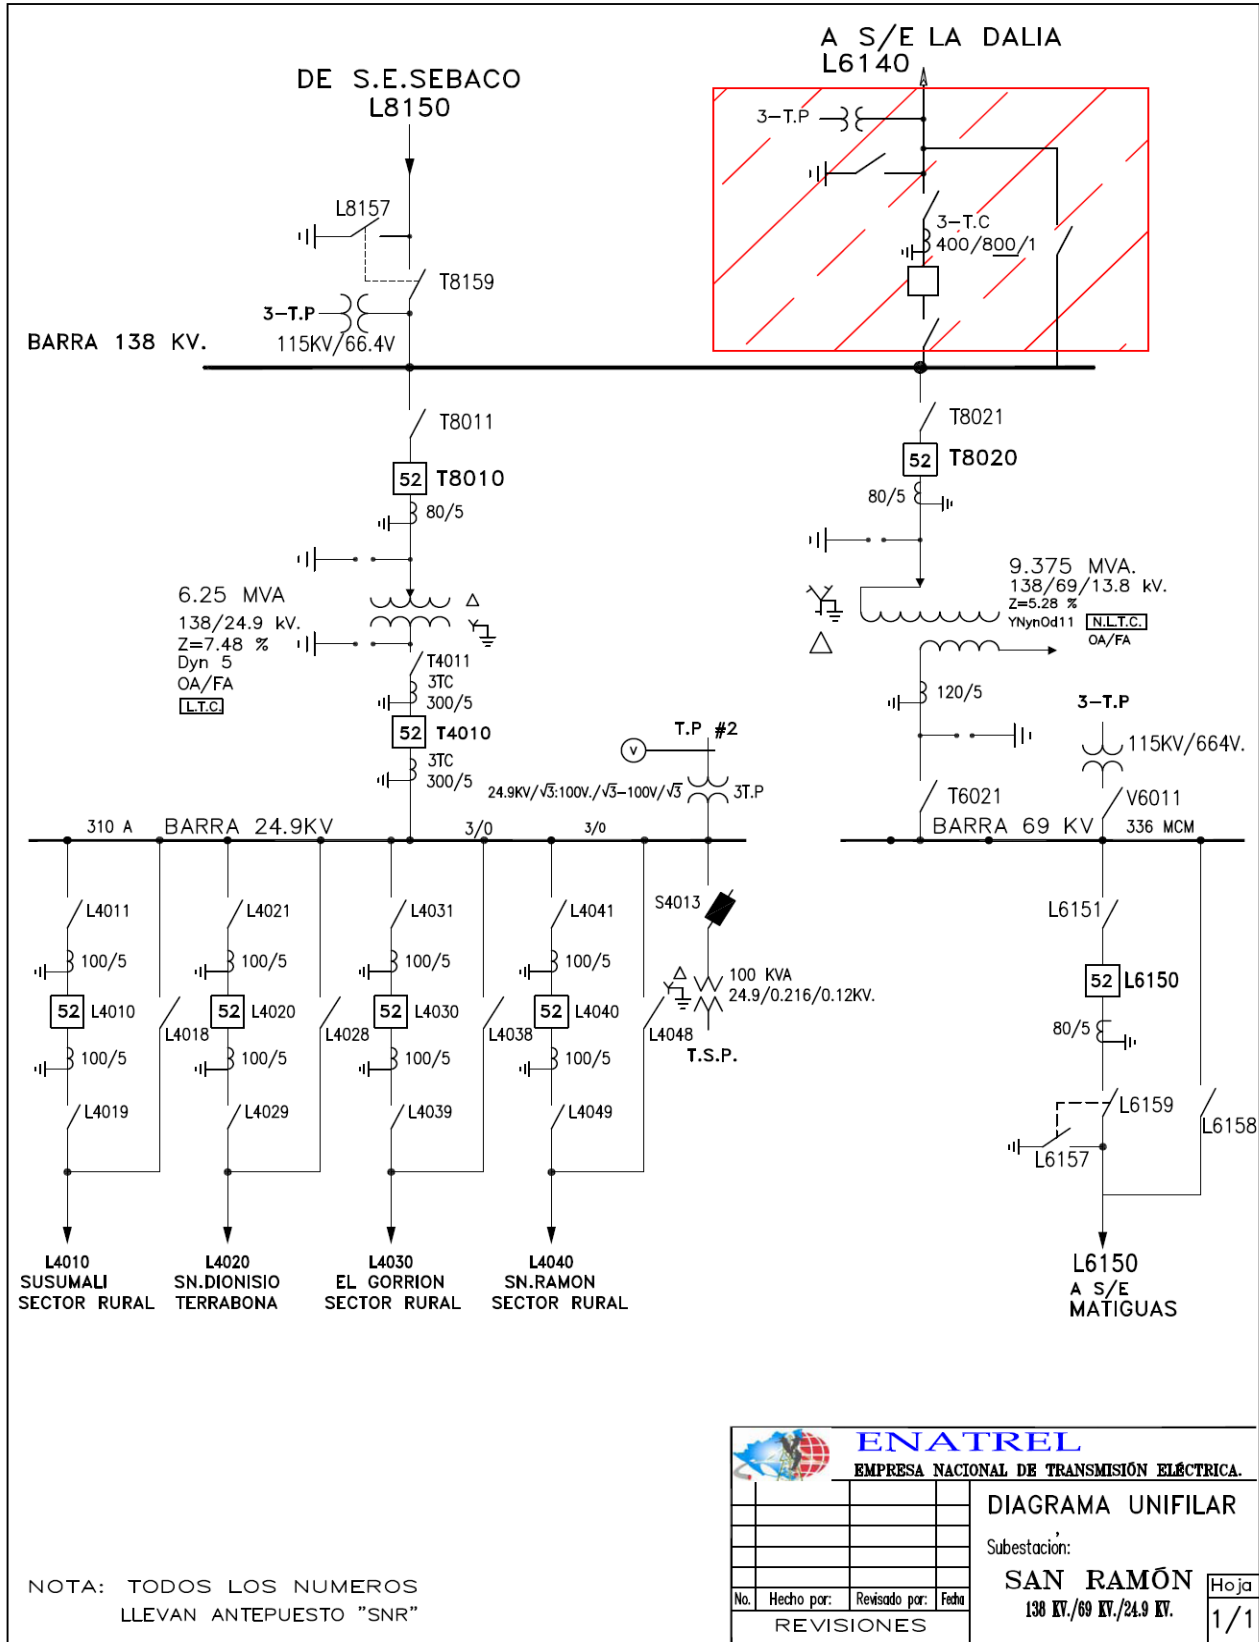 A S/E LA DALIA
L6140
DE S.E.SEBACO
L8150
3-T.P
L8157
3-T.C
400/800/1
T8159
3-T.P
115KV/66.4V
BARRA 138 KV.
T8011
T8021
52 T8010
52 T8020
80/5
80/5
6.25 MVA
138/24.9 kV.
Z=7.48 %
Dyn 5
OA/FA
L.T.C.
9.375 MVA.
138/69/13.8 kV.
Z=5.28 %
YNyn0d11 N.L.T.C.
OA/FA
T4011
3TC
300/5
52 T4010
3TC
300/5
120/5
3-T.P
115KV/664V.
T.P #2
V
24.9KV/√3:100V./√3-100V/√3 3T.P
T6021
V6011
310 A BARRA 24.9KV 3/0 3/0
BARRA 69 KV 336 MCM
L4011 L4021 L4031 L4041
S4013
L6151
100/5 100/5 100/5 100/5
100 KVA
24.9/0.216/0.12KV.
52 L4010 52 L4020 52 L4030 52 L4040
52 L6150
L4018 L4028 L4038 L4048
T.S.P.
80/5
100/5 100/5 100/5 100/5
L4019 L4029 L4039 L4049
L6159
L6158
L6157
L4010
SUSUMALI
SECTOR RURAL
L4020
SN.DIONISIO
TERRABONA
L4030
EL GORRION
SECTOR RURAL
L4040
SN.RAMON
SECTOR RURAL
L6150
A S/E
MATIGUAS
ENATREL
EMPRESA NACIONAL DE TRANSMISIÓN ELÉCTRICA.
DIAGRAMA UNIFILAR
Subestación:
SAN RAMÓN
138 KV./69 KV./24.9 KV.
Hoja
1/1
No. Hecho por: Revisado por: Fecha
REVISIONES
NOTA: TODOS LOS NUMEROS
LLEVAN ANTEPUESTO "SNR"